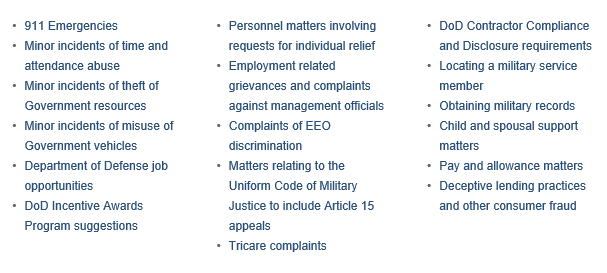 • 911 Emergencies
• Minor incidents of time and
attendance abuse
• Minor incidents of theft of
Government resources
• Minor incidents of misuse of
Government vehicles
• Department of Defense job
opportunities
• DoD Incentive Awards
Program suggestions
• Personnel matters involving
requests for individual relief
• Employment related
grievances and complaints
against management officials
• Complaints of EEO
discrimination
• Matters relating to the
Uniform Code of Military
Justice to include Article 15
appeals
• Tricare complaints
• DoD Contractor Compliance
and Disclosure requirements
• Locating a military service
member
• Obtaining military records
• Child and spousal support
matters
• Pay and allowance matters
• Deceptive lending practices
and other consumer fraud